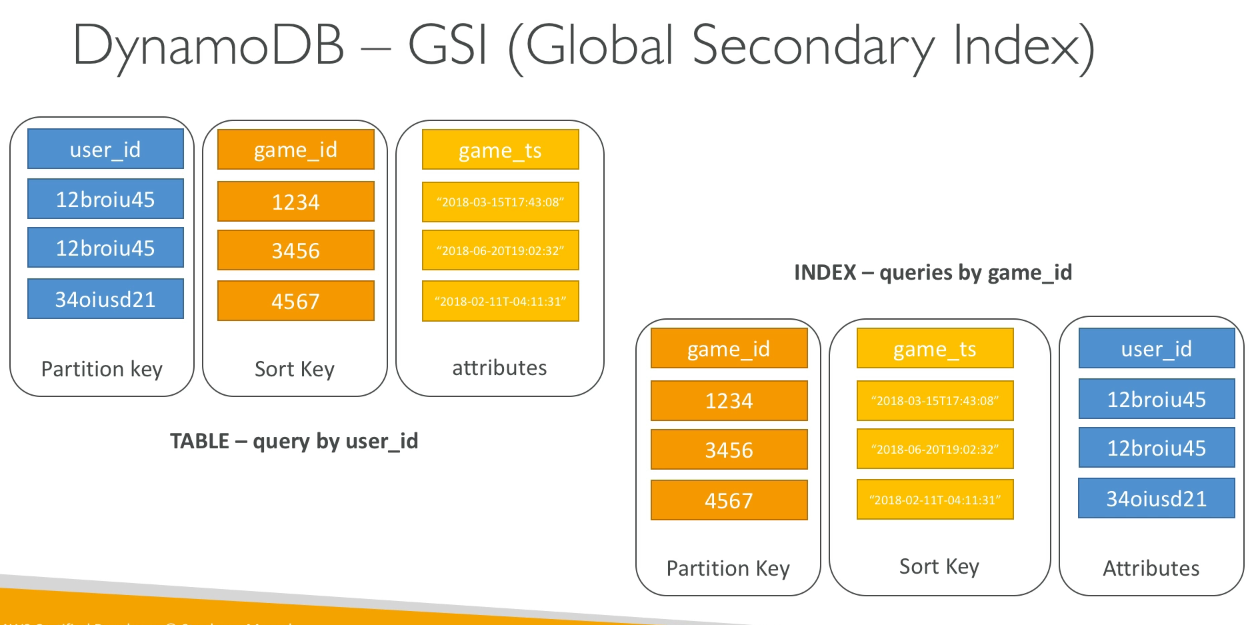 DynamoDB – GSI (Global Secondary Index)
user_id game_id game_ts
12broiu45 1234 “2018-03-15T17:43:08”
12broiu45 3456 “2018-06-20T19:02:32”
34oiusd21 4567 “2018-02-11T-04:11:31”
Partition key Sort Key attributes
TABLE – query by user_id
INDEX – queries by game_id
game_id game_ts user_id
1234 “2018-03-15T17:43:08” 12broiu45
3456 “2018-06-20T19:02:32” 12broiu45
4567 “2018-02-11T-04:11:31” 34oiusd21
Partition Key Sort Key Attributes